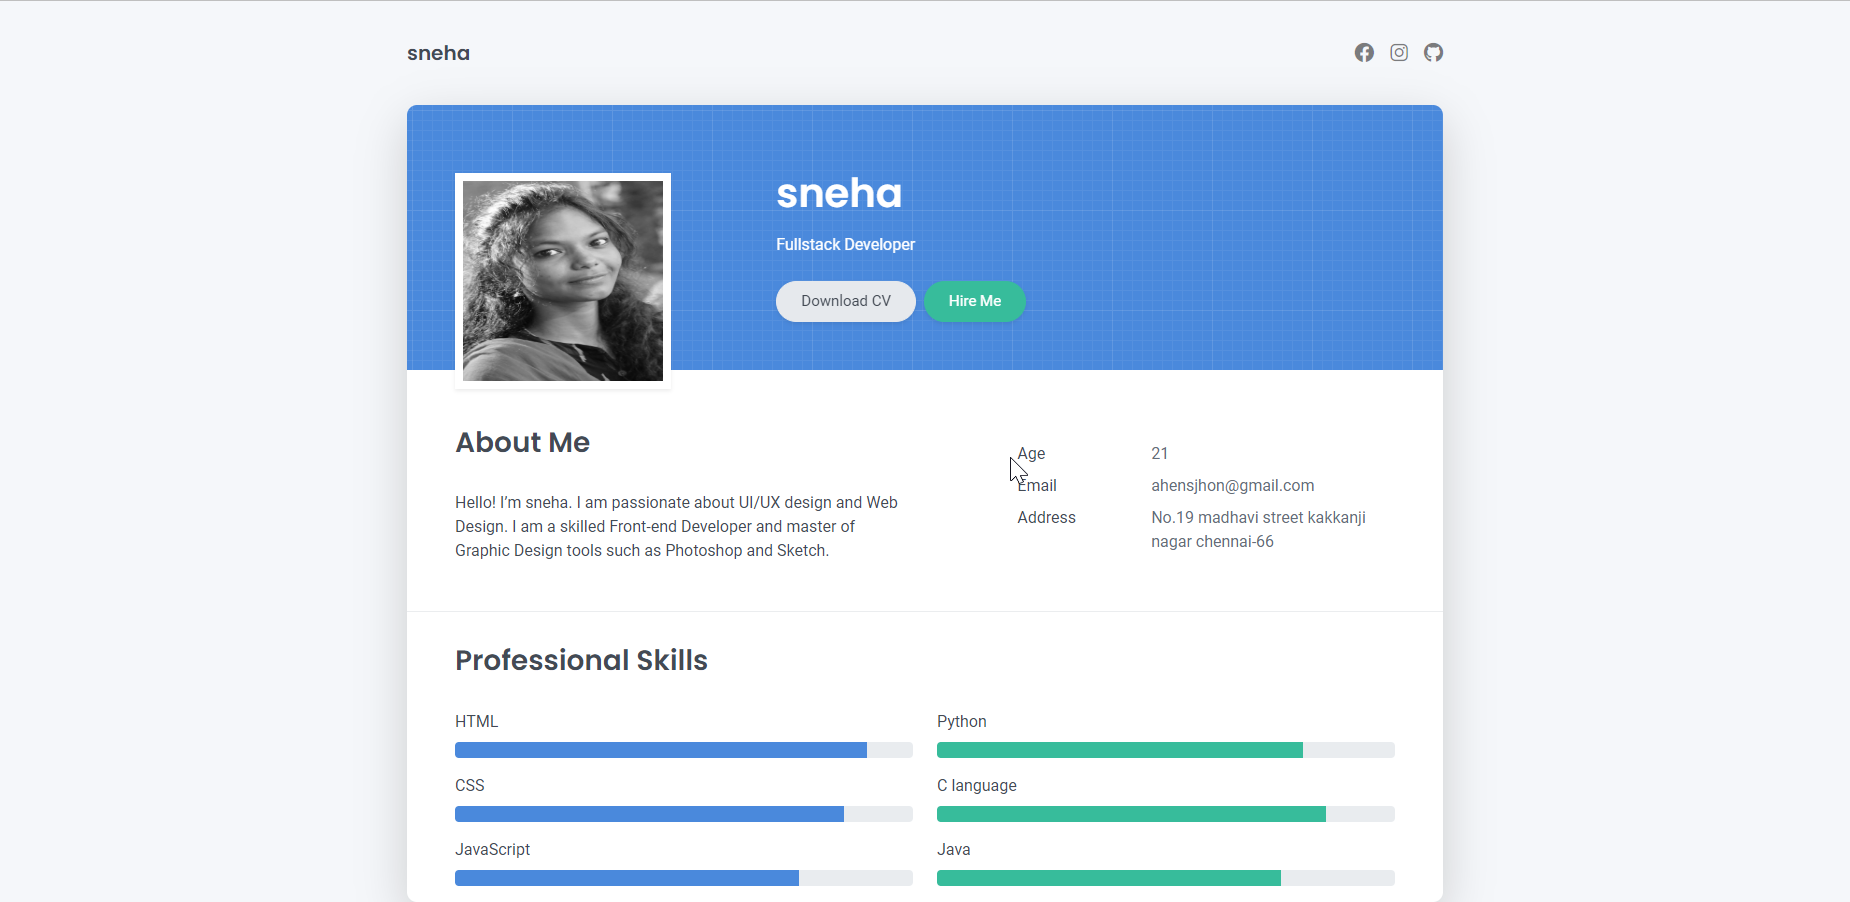 sneha
sneha
Fullstack Developer
Download CV
Hire Me
About Me
Hello! I’m sneha. I am passionate about UI/UX design and Web
Design. I am a skilled Front-end Developer and master of
Graphic Design tools such as Photoshop and Sketch.
Age 21
Email ahensjhon@gmail.com
Address No.19 madhavi street kakkanji
nagar chennai-66
Professional Skills
HTML
Python
CSS
C language
JavaScript
Java